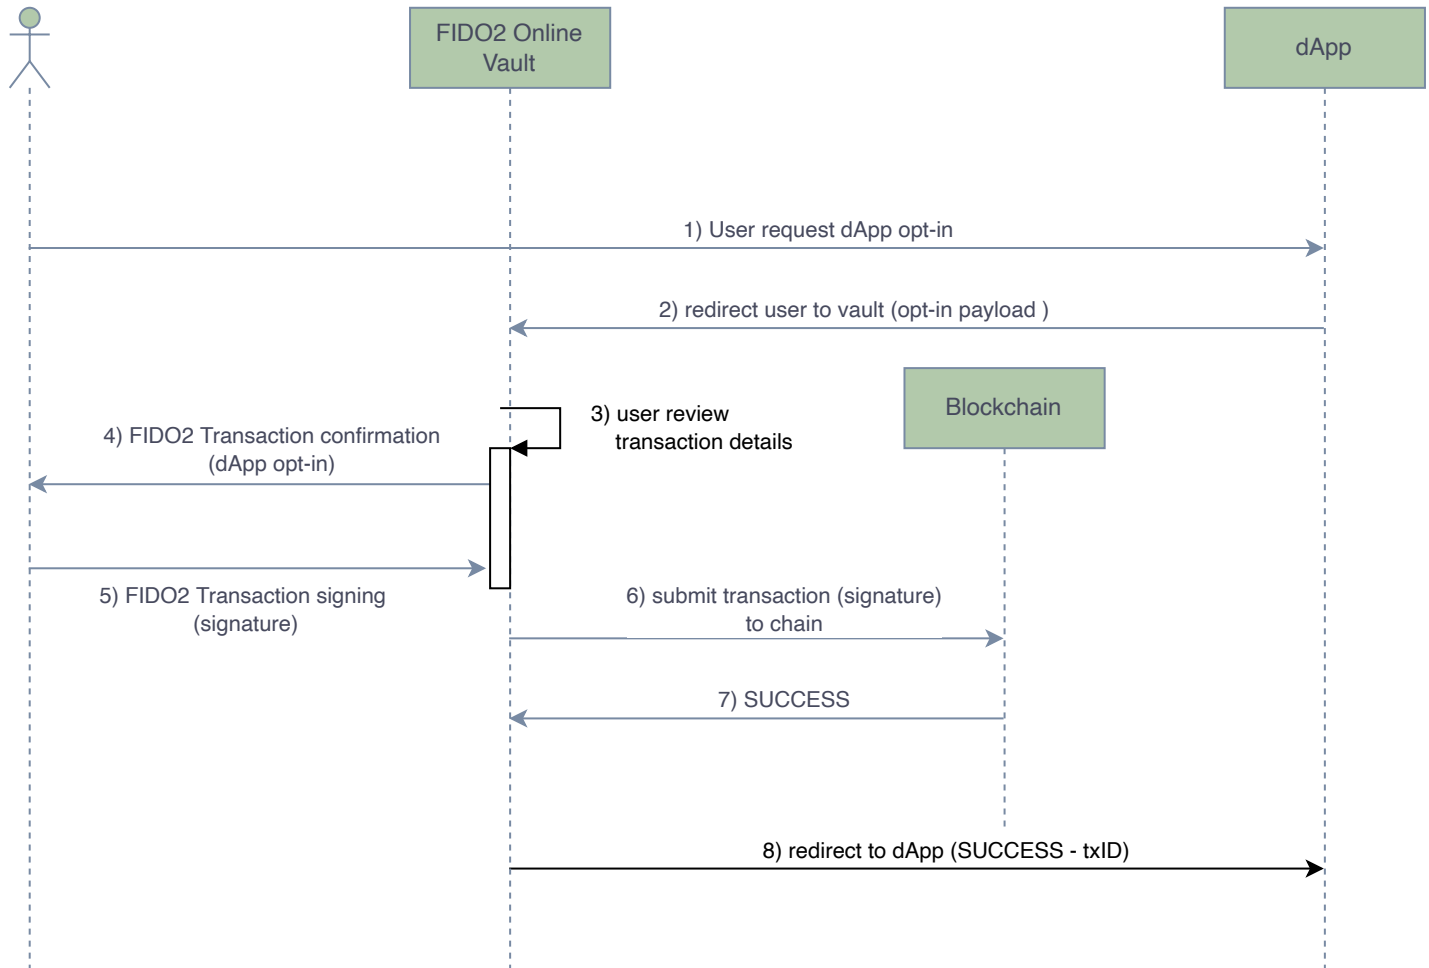 FIDO2 Online
Vault
dApp
1) User request dApp opt-in
2) redirect user to vault (opt-in payload )
Blockchain
3) user review
transaction details
4) FIDO2 Transaction confirmation
(dApp opt-in)
5) FIDO2 Transaction signing
(signature)
6) submit transaction (signature)
to chain
7) SUCCESS
8) redirect to dApp (SUCCESS - txID)